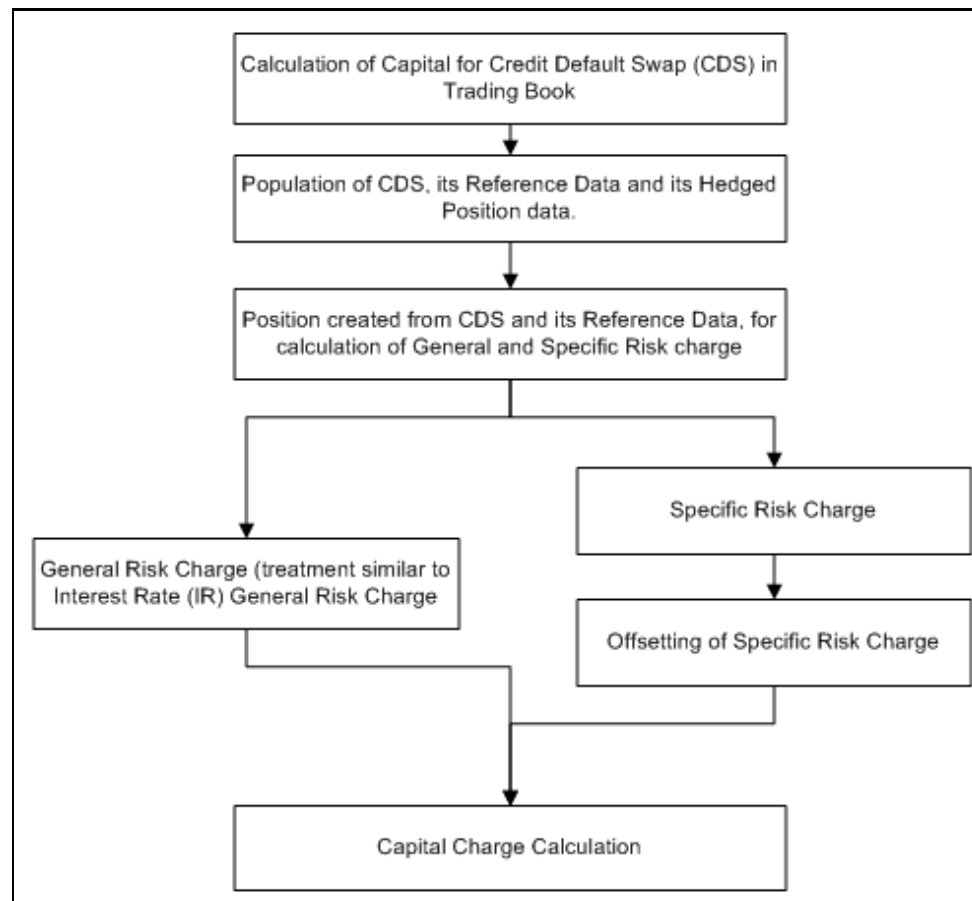 Calculation of Capital for Credit Default Swap (CDS) in
Trading Book
Population of CDS, its Reference Data and its Hedged
Position data.
Position created from CDS and its Reference Data, for
calculation of General and Specific Risk charge
Specific Risk Charge
General Risk Charge (treatment similar to
Interest Rate (IR) General Risk Charge
Offsetting of Specific Risk Charge
Capital Charge Calculation